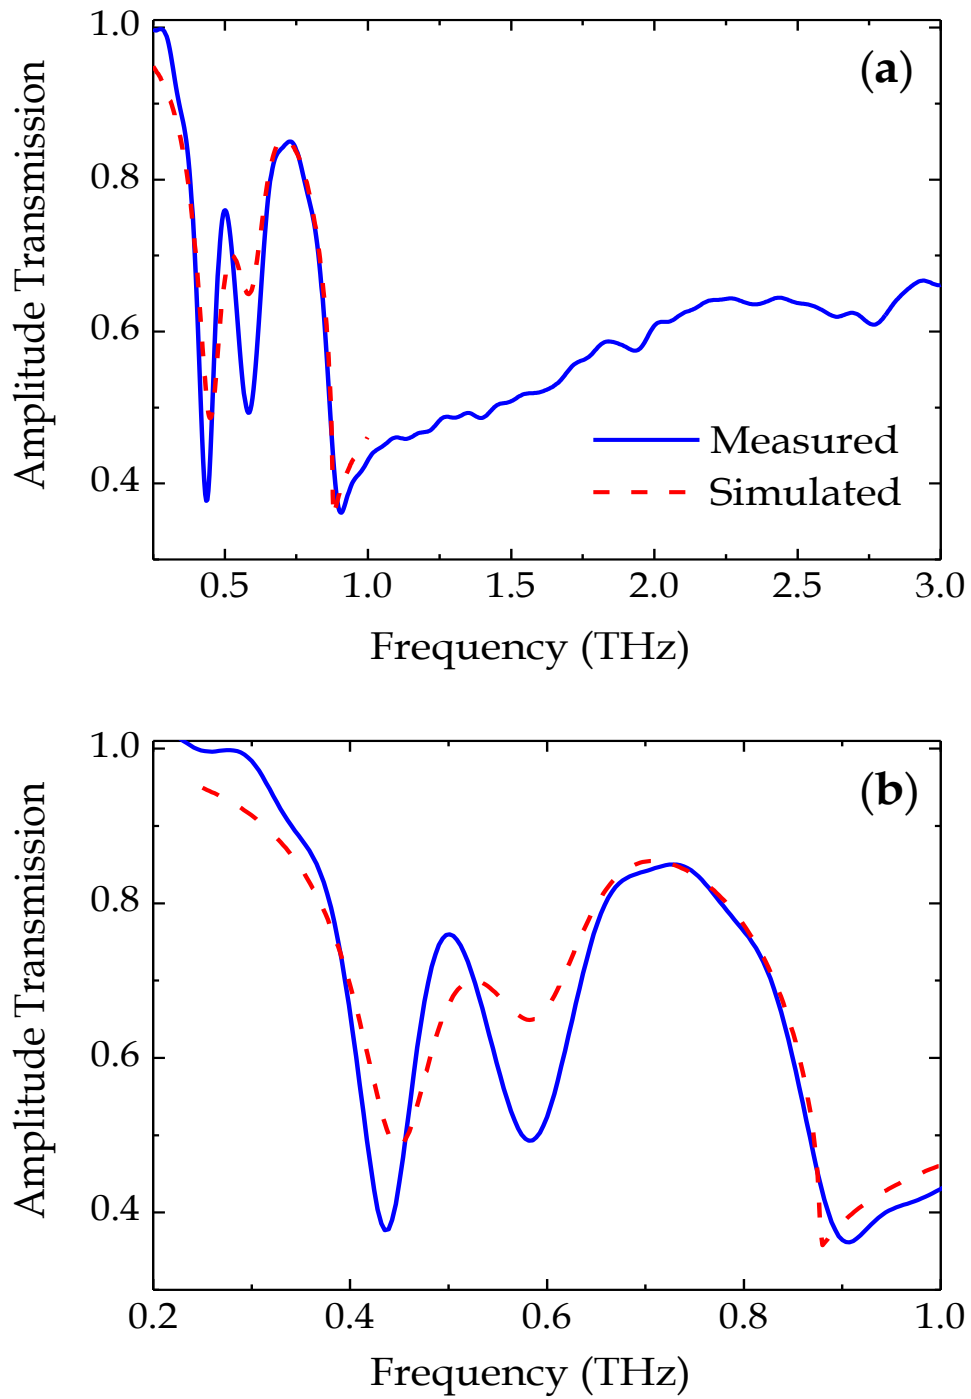 (a)
Amplitude Transmission
1.0
0.8
0.6
0.4
Measured
Simulated
0.5 1.0 1.5 2.0 2.5 3.0
Frequency (THz)
(b)
Amplitude Transmission
1.0
0.8
0.6
0.4
0.2 0.4 0.6 0.8 1.0
Frequency (THz)